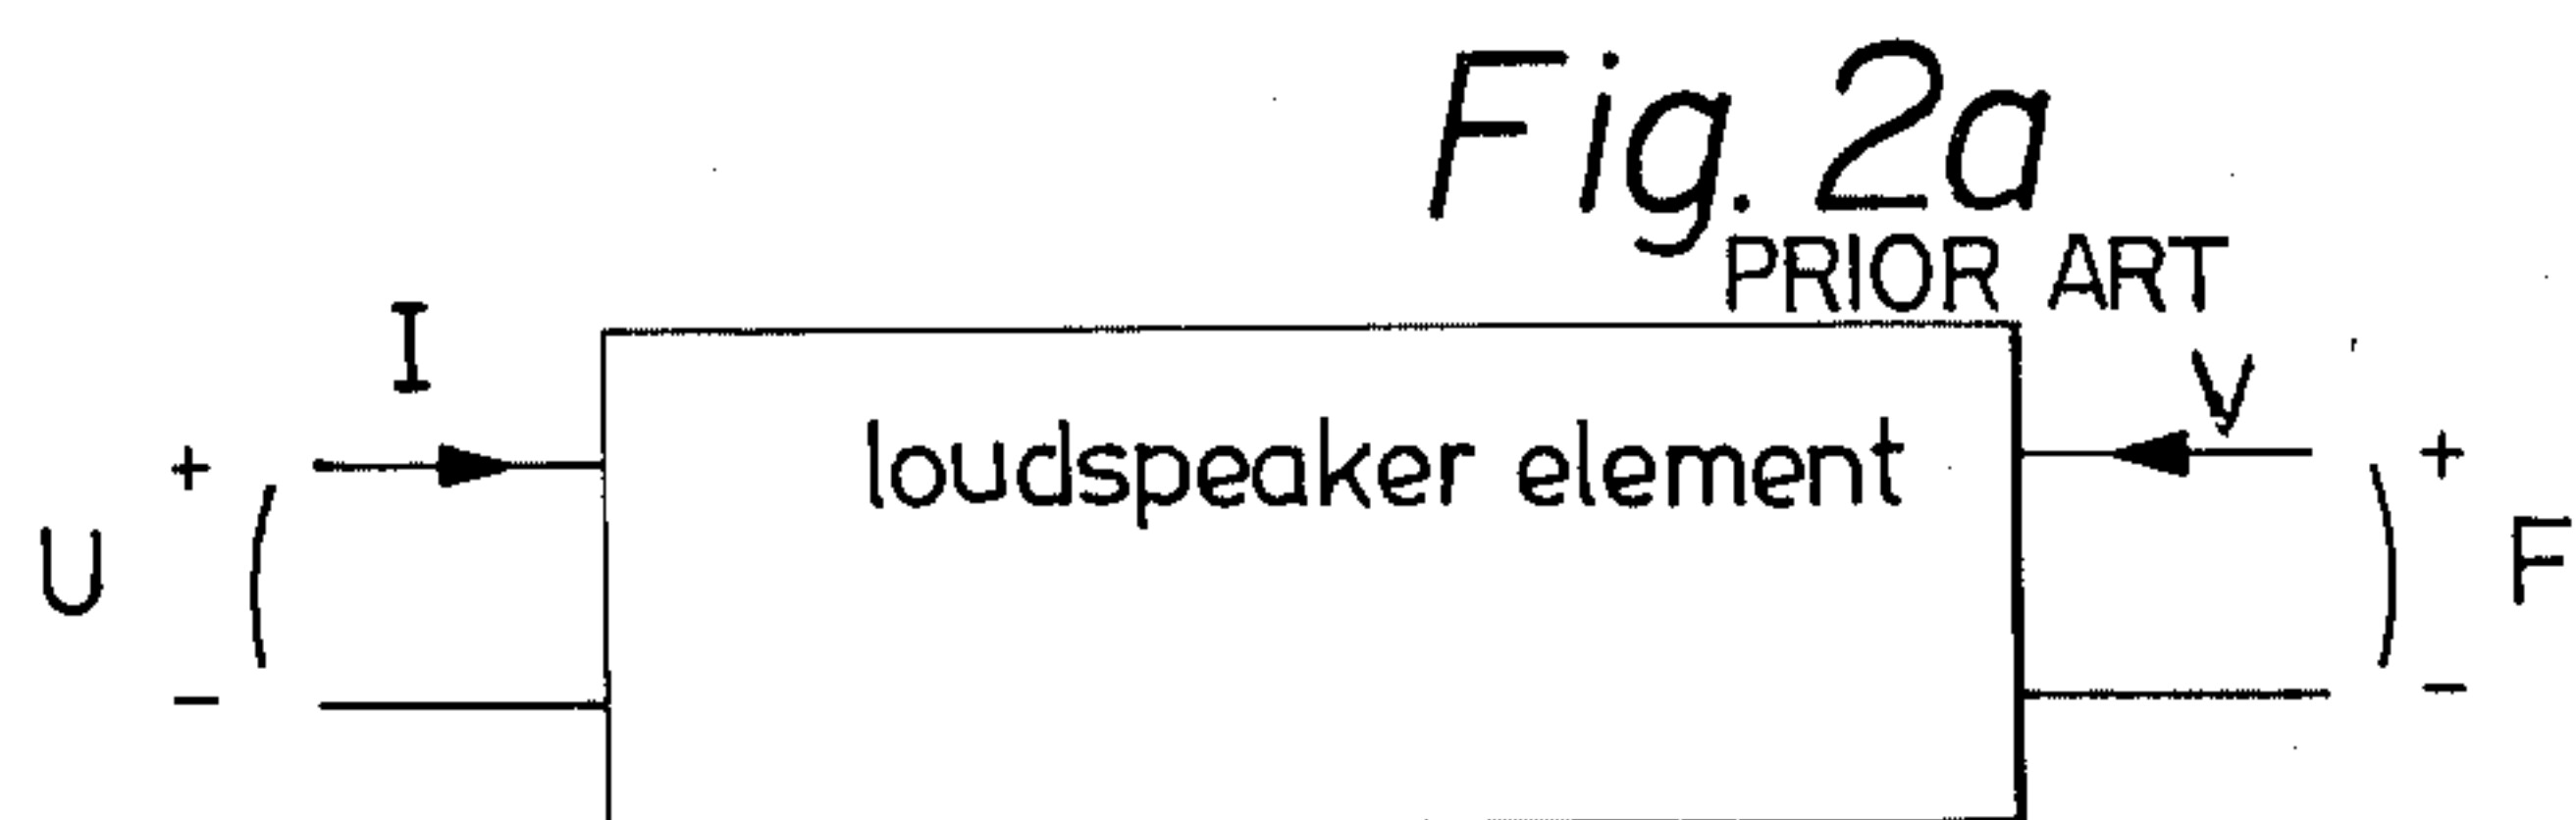 Fig. 2a
PRIOR ART
I
V
loudspeaker element
+ +
U F
- -